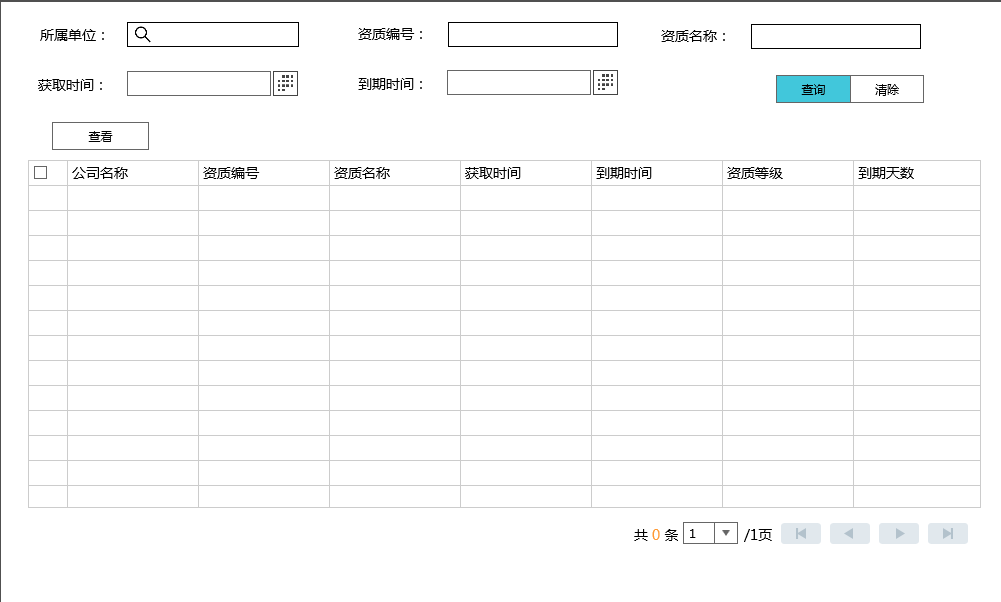 所属单位： 资质编号： 资质名称：
获取时间： 到期时间： 查询 清除
查看
公司名称 资质编号 资质名称 获取时间 到期时间 资质等级 到期天数
共 0 条 1 /1页